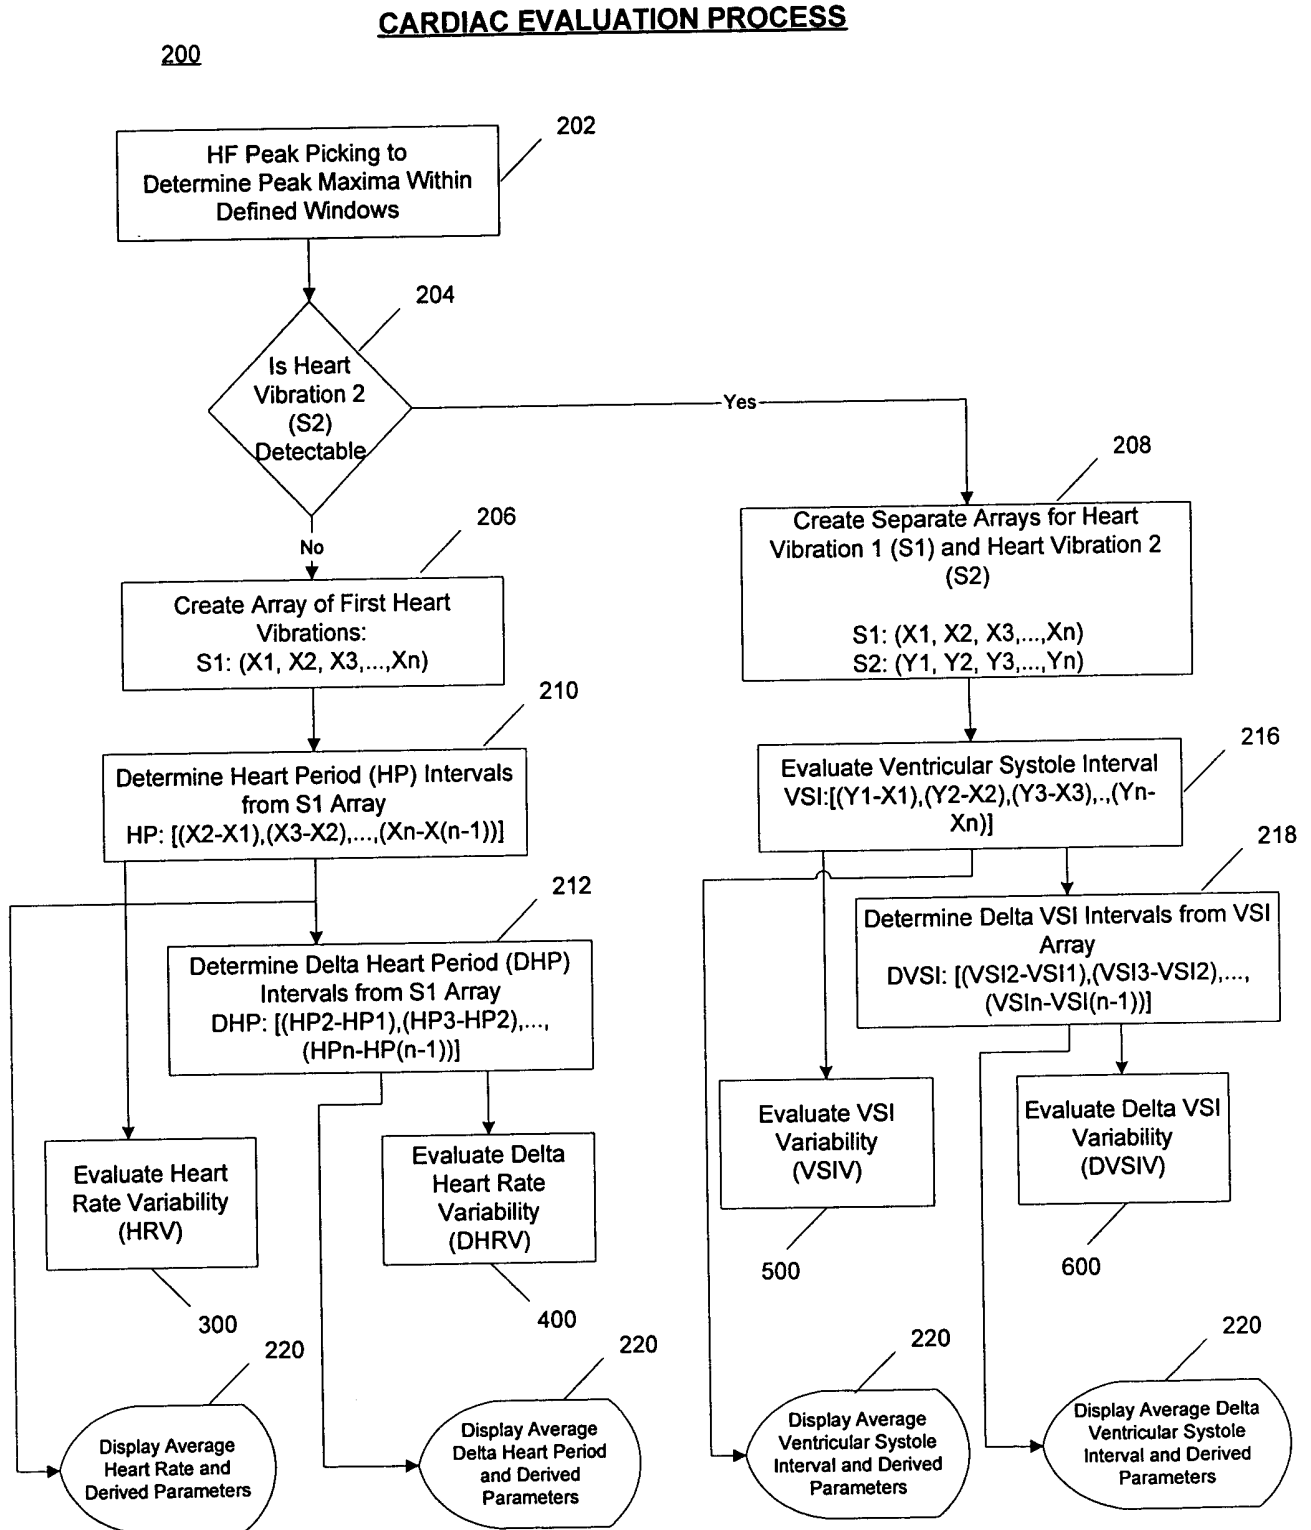 CARDIAC EVALUATION PROCESS
200
202
HF Peak Picking to
Determine Peak Maxima Within
Defined Windows
204
Is Heart
Vibration 2
(S2)
Detectable
Yes
No
206
Create Array of First Heart
Vibrations:
S1: (X1, X2, X3,...,Xn)
208
Create Separate Arrays for Heart
Vibration 1 (S1) and Heart Vibration 2
(S2)
S1: (X1, X2, X3,...,Xn)
S2: (Y1, Y2, Y3,...,Yn)
210
Determine Heart Period (HP) Intervals
from S1 Array
HP: [(X2-X1),(X3-X2),...,(Xn-X(n-1))]
216
Evaluate Ventricular Systole Interval
VSI:[(Y1-X1),(Y2-X2),(Y3-X3),.,(Yn-
Xn)]
212
Determine Delta Heart Period (DHP)
Intervals from S1 Array
DHP: [(HP2-HP1),(HP3-HP2),...,
(HPn-HP(n-1))]
218
Determine Delta VSI Intervals from VSI
Array
DVSI: [(VSI2-VSI1),(VSI3-VSI2),...,
(VSIn-VSI(n-1))]
Evaluate Heart
Rate Variability
(HRV)
300
Evaluate Delta
Heart Rate
Variability
(DHRV)
400
Evaluate VSI
Variability
(VSIV)
500
Evaluate Delta VSI
Variability
(DVSIV)
600
220
Display Average
Heart Rate and
Derived Parameters
220
Display Average
Delta Heart Period
and Derived
Parameters
220
Display Average
Ventricular Systole
Interval and Derived
Parameters
220
Display Average Delta
Ventricular Systole
Interval and Derived
Parameters